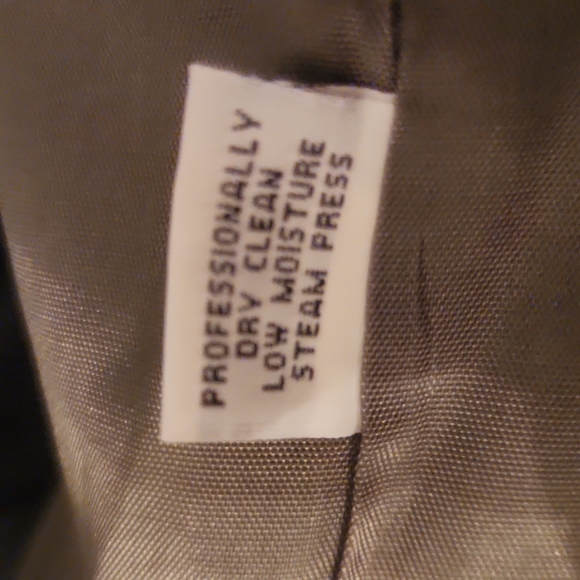 PROFESSIONALLY
DRY CLEAN
LOW MOISTURE
STEAM PRESS